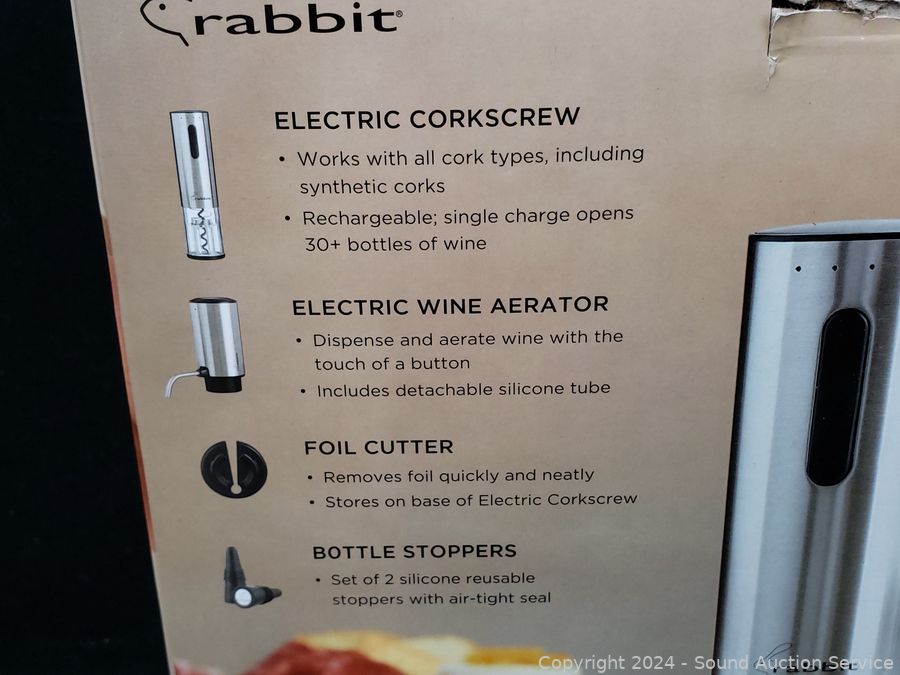 rabbit®
ELECTRIC CORKSCREW
• Works with all cork types, including
synthetic corks
• Rechargeable; single charge opens
30+ bottles of wine
ELECTRIC WINE AERATOR
• Dispense and aerate wine with the
touch of a button
• Includes detachable silicone tube
FOIL CUTTER
• Removes foil quickly and neatly
• Stores on base of Electric Corkscrew
BOTTLE STOPPERS
• Set of 2 silicone reusable
stoppers with air-tight seal
rabbit
Copyright 2024 - Sound Auction Service